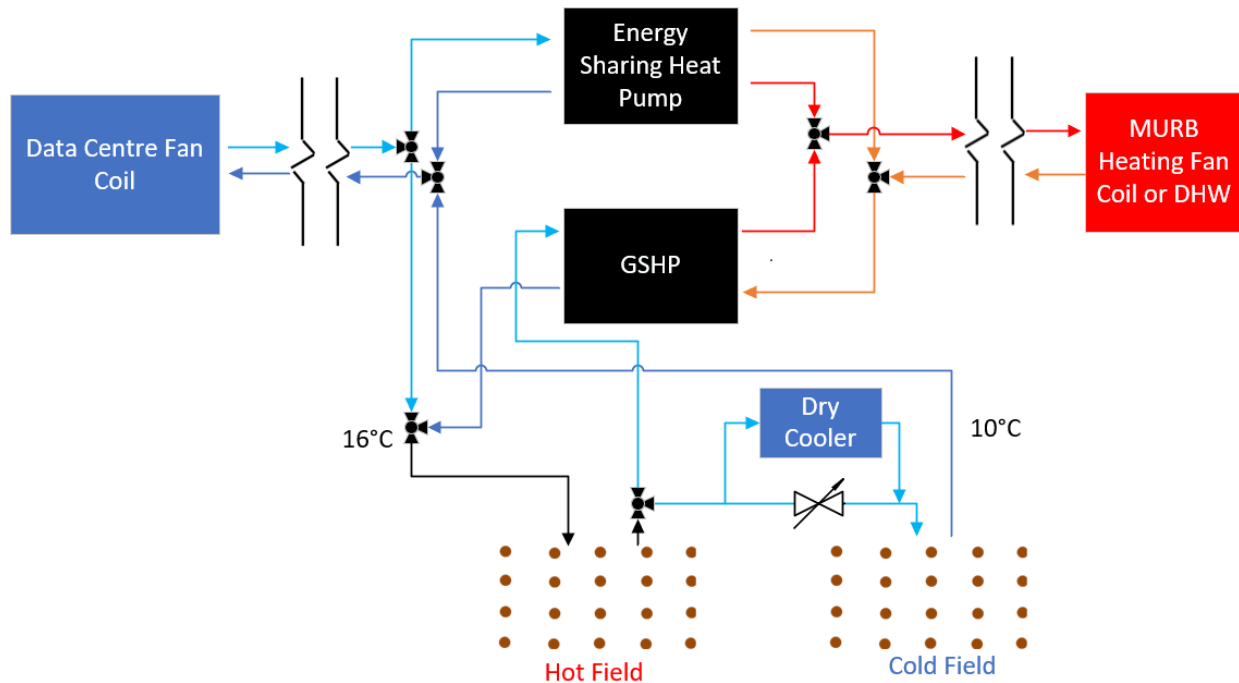 Energy
Sharing Heat
Pump
Data Centre Fan
Coil
MURB
Heating Fan
Coil or DHW
GSHP
Dry
Cooler
16°C
10°C
Hot Field
Cold Field